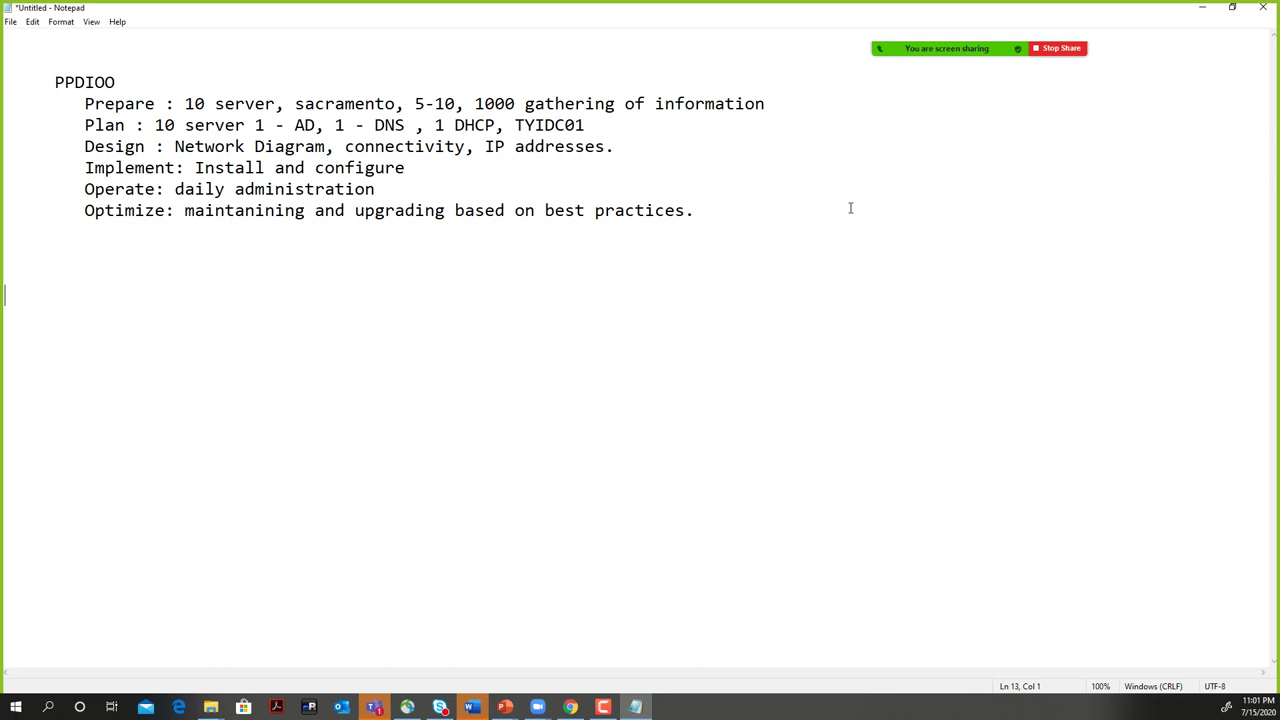 *Untitled - Notepad
File Edit Format View Help
You are screen sharing Stop Share
PPDIOO
Prepare : 10 server, sacramento, 5-10, 1000 gathering of information
Plan : 10 server 1 - AD, 1 - DNS , 1 DHCP, TYIDC01
Design : Network Diagram, connectivity, IP addresses.
Implement: Install and configure
Operate: daily administration
Optimize: maintanining and upgrading based on best practices.
Ln 13, Col 1 100% Windows (CRLF) UTF-8
11:01 PM
7/15/2020